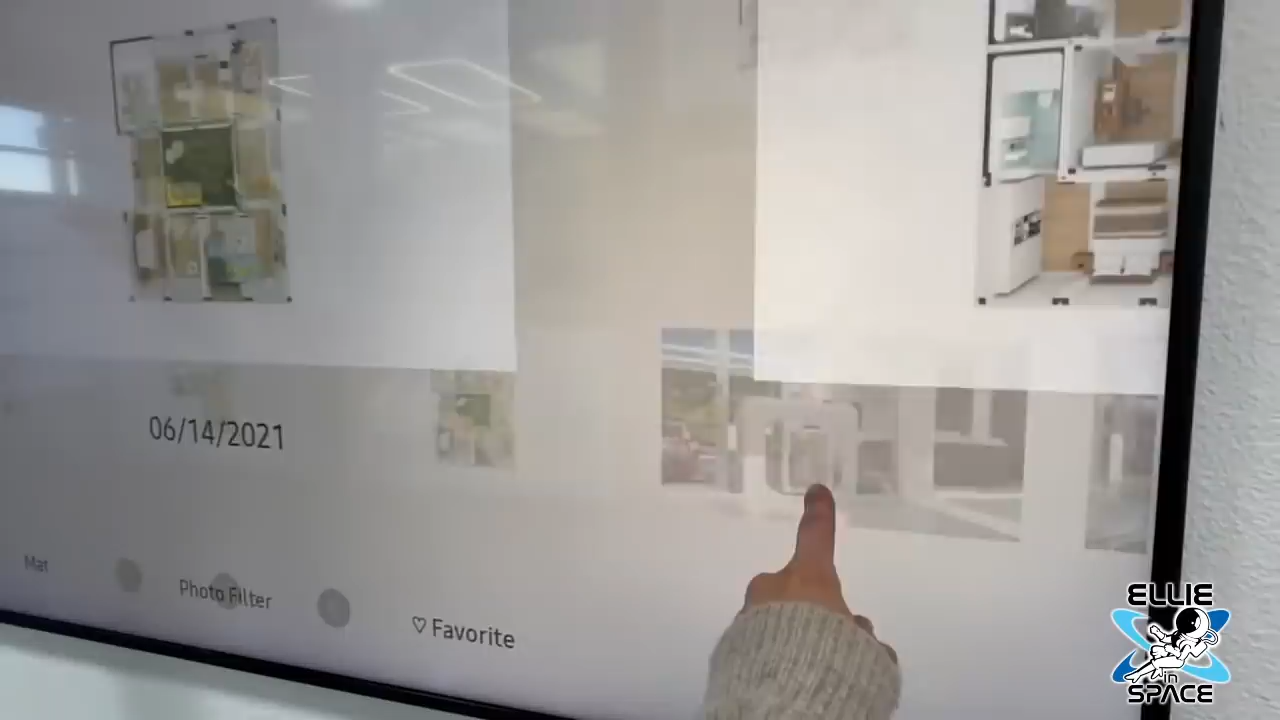 06/14/2021
Mat
Photo Filter
♡ Favorite
ELLIE
in
SPACE